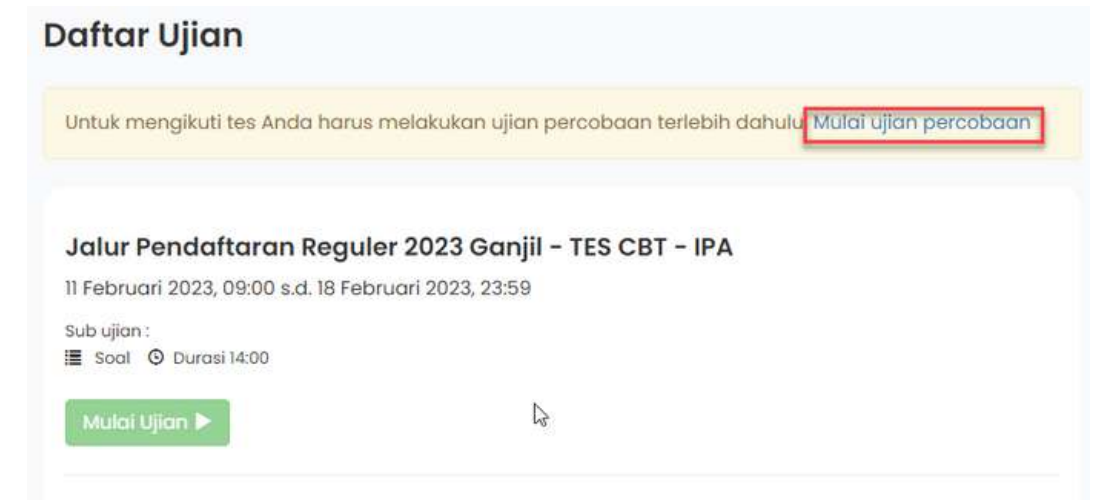 Daftar Ujian
Untuk mengikuti tes Anda harus melakukan ujian percobaan terlebih dahulu Mulai ujian percobaan
Jalur Pendaftaran Reguler 2023 Ganjil - TES CBT - IPA
11 Februari 2023, 09:00 s.d. 18 Februari 2023, 23:59
Sub ujian :
Soal Durasi 14:00
Mulai Ujian